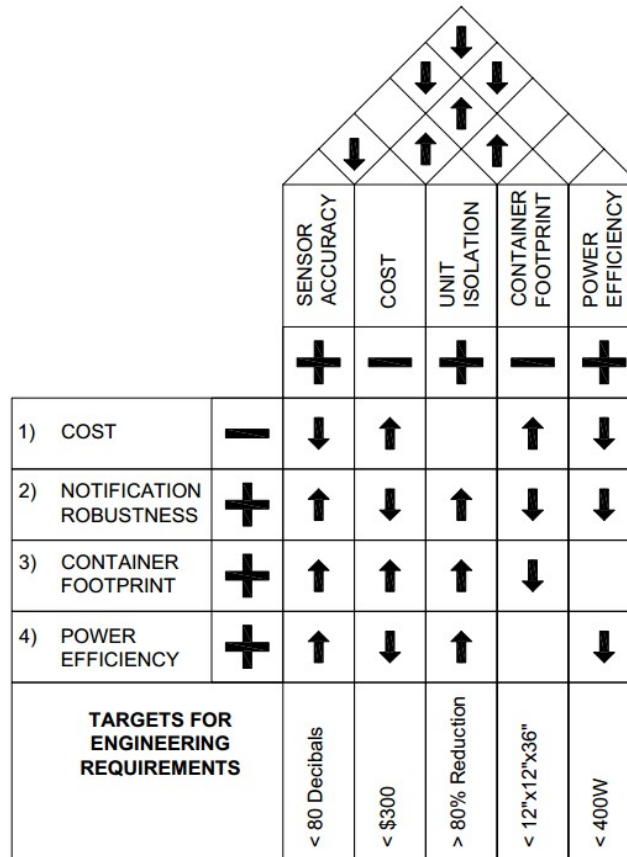 SENSOR
ACCURACY
COST
UNIT
ISOLATION
CONTAINER
FOOTPRINT
POWER
EFFICIENCY
1) COST
2) NOTIFICATION
ROBUSTNESS
3) CONTAINER
FOOTPRINT
4) POWER
EFFICIENCY
TARGETS FOR
ENGINEERING
REQUIREMENTS
< 80 Decibals
< $300
> 80% Reduction
< 12"x12"x36"
< 400W